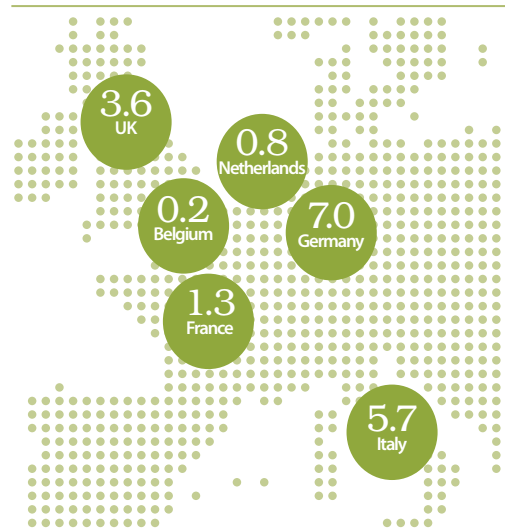 3.6
UK
0.8
Netherlands
0.2
Belgium
7.0
Germany
1.3
France
5.7
Italy